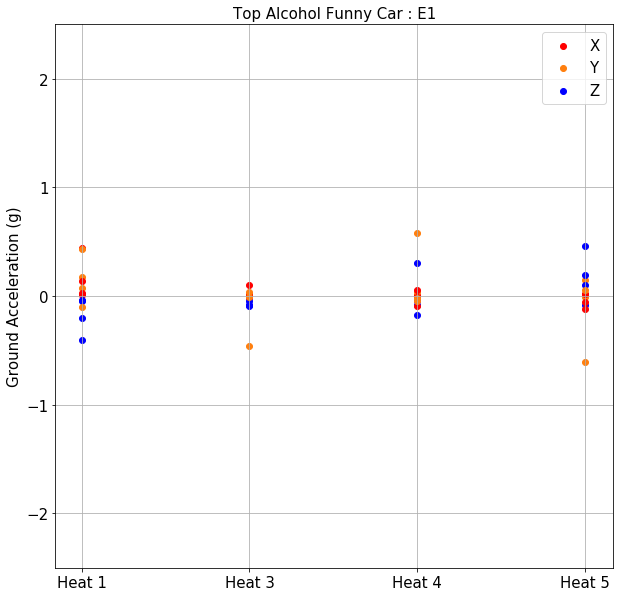 Top Alcohol Funny Car : E1
X
Y
Z
Ground Acceleration (g)
2
1
0
−1
−2
Heat 1 Heat 3 Heat 4 Heat 5